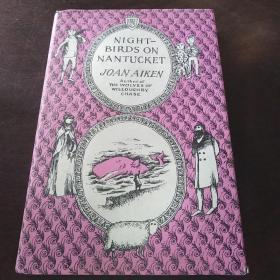 NIGHT-
BIRDS ON
NANTUCKET
JOAN AIKEN
Author of
THE WOLVES OF
WILLOUGHBY
CHASE